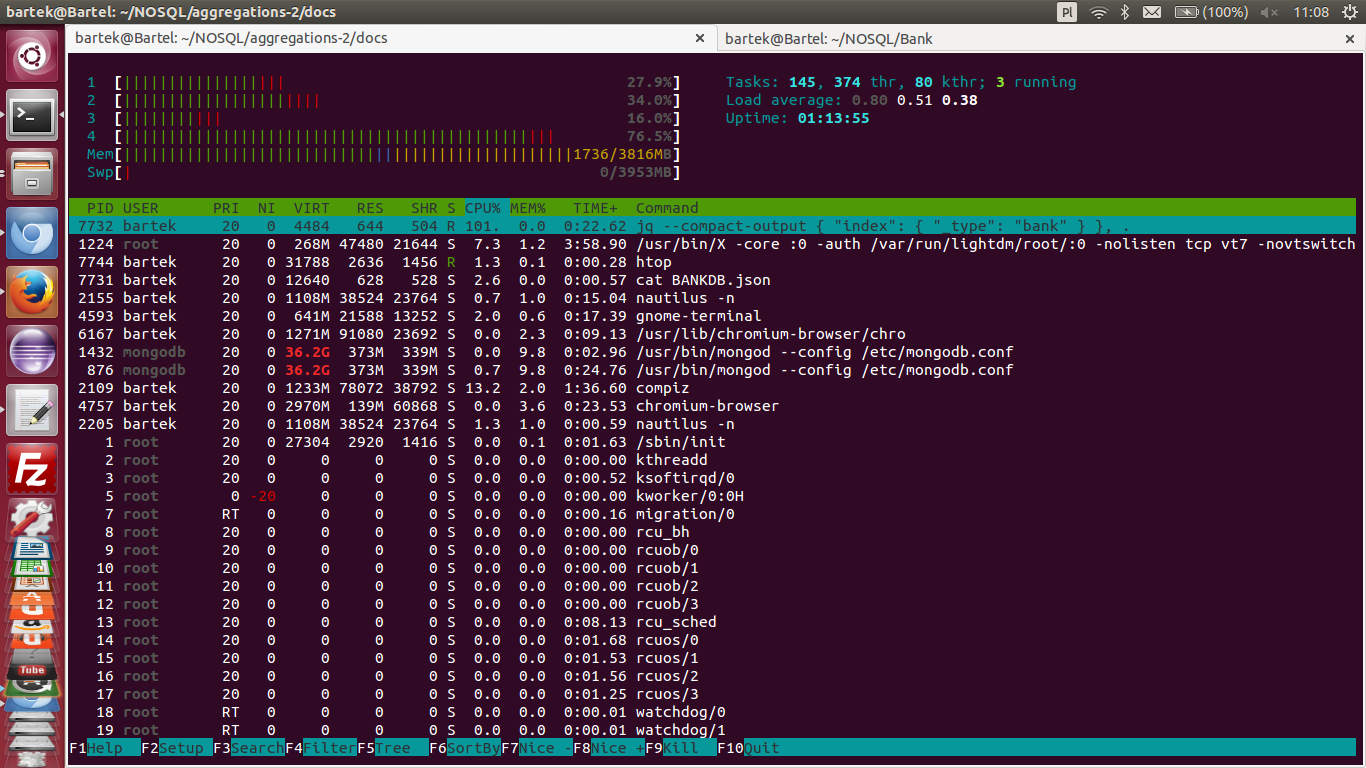 bartek@Bartel: ~/NOSQL/aggregations-2/docs Pl (100%) 11:08
bartek@Bartel: ~/NOSQL/aggregations-2/docs × bartek@Bartel: ~/NOSQL/Bank ×
1 [||||||||||||||||||27.9%] Tasks: 145, 374 thr, 80 kthr; 3 running
2 [||||||||||||||||||||||34.0%] Load average: 0.80 0.51 0.38
3 [|||||||||||16.0%] Uptime: 01:13:55
4 [||||||||||||||||||||||||||||||||||||||||||||||||76.5%]
Mem[||||||||||||||||||||||||||||||||||||||||||||||||||1736/3816MB]
Swp[|0/3953MB]
PID USER PRI NI VIRT RES SHR S CPU% MEM% TIME+ Command
7732 bartek 20 0 4484 644 504 R 101. 0.0 0:22.62 jq --compact-output { "index": { "_type": "bank" } }, .
1224 root 20 0 268M 47480 21644 S 7.3 1.2 3:58.90 /usr/bin/X -core :0 -auth /var/run/lightdm/root/:0 -nolisten tcp vt7 -novtswitch
7744 bartek 20 0 31788 2636 1456 R 1.3 0.1 0:00.28 htop
7731 bartek 20 0 12640 628 528 S 2.6 0.0 0:00.57 cat BANKDB.json
2155 bartek 20 0 1108M 38524 23764 S 0.7 1.0 0:15.04 nautilus -n
4593 bartek 20 0 641M 21588 13252 S 2.0 0.6 0:17.39 gnome-terminal
6167 bartek 20 0 1271M 91080 23692 S 0.0 2.3 0:09.13 /usr/lib/chromium-browser/chro
1432 mongodb 20 0 36.2G 373M 339M S 0.0 9.8 0:02.96 /usr/bin/mongod --config /etc/mongodb.conf
876 mongodb 20 0 36.2G 373M 339M S 0.7 9.8 0:24.76 /usr/bin/mongod --config /etc/mongodb.conf
2109 bartek 20 0 1233M 78072 38792 S 13.2 2.0 1:36.60 compiz
4757 bartek 20 0 2970M 139M 60868 S 0.0 3.6 0:23.53 chromium-browser
2205 bartek 20 0 1108M 38524 23764 S 1.3 1.0 0:00.59 nautilus -n
1 root 20 0 27304 2920 1416 S 0.0 0.1 0:01.63 /sbin/init
2 root 20 0 0 0 0 S 0.0 0.0 0:00.00 kthreadd
3 root 20 0 0 0 0 S 0.0 0.0 0:00.52 ksoftirqd/0
5 root 0 -20 0 0 0 S 0.0 0.0 0:00.00 kworker/0:0H
7 root RT 0 0 0 0 S 0.0 0.0 0:00.16 migration/0
8 root 20 0 0 0 0 S 0.0 0.0 0:00.00 rcu_bh
9 root 20 0 0 0 0 S 0.0 0.0 0:00.00 rcuob/0
10 root 20 0 0 0 0 S 0.0 0.0 0:00.00 rcuob/1
11 root 20 0 0 0 0 S 0.0 0.0 0:00.00 rcuob/2
12 root 20 0 0 0 0 S 0.0 0.0 0:00.00 rcuob/3
13 root 20 0 0 0 0 S 0.0 0.0 0:08.13 rcu_sched
14 root 20 0 0 0 0 S 0.0 0.0 0:01.68 rcuos/0
15 root 20 0 0 0 0 S 0.0 0.0 0:01.53 rcuos/1
16 root 20 0 0 0 0 S 0.0 0.0 0:01.56 rcuos/2
17 root 20 0 0 0 0 S 0.0 0.0 0:01.25 rcuos/3
18 root RT 0 0 0 0 S 0.0 0.0 0:00.01 watchdog/0
19 root RT 0 0 0 0 S 0.0 0.0 0:00.01 watchdog/1
F1Help F2Setup F3SearchF4FilterF5Tree F6SortByF7Nice -F8Nice +F9Kill F10Quit
Fz
Tube